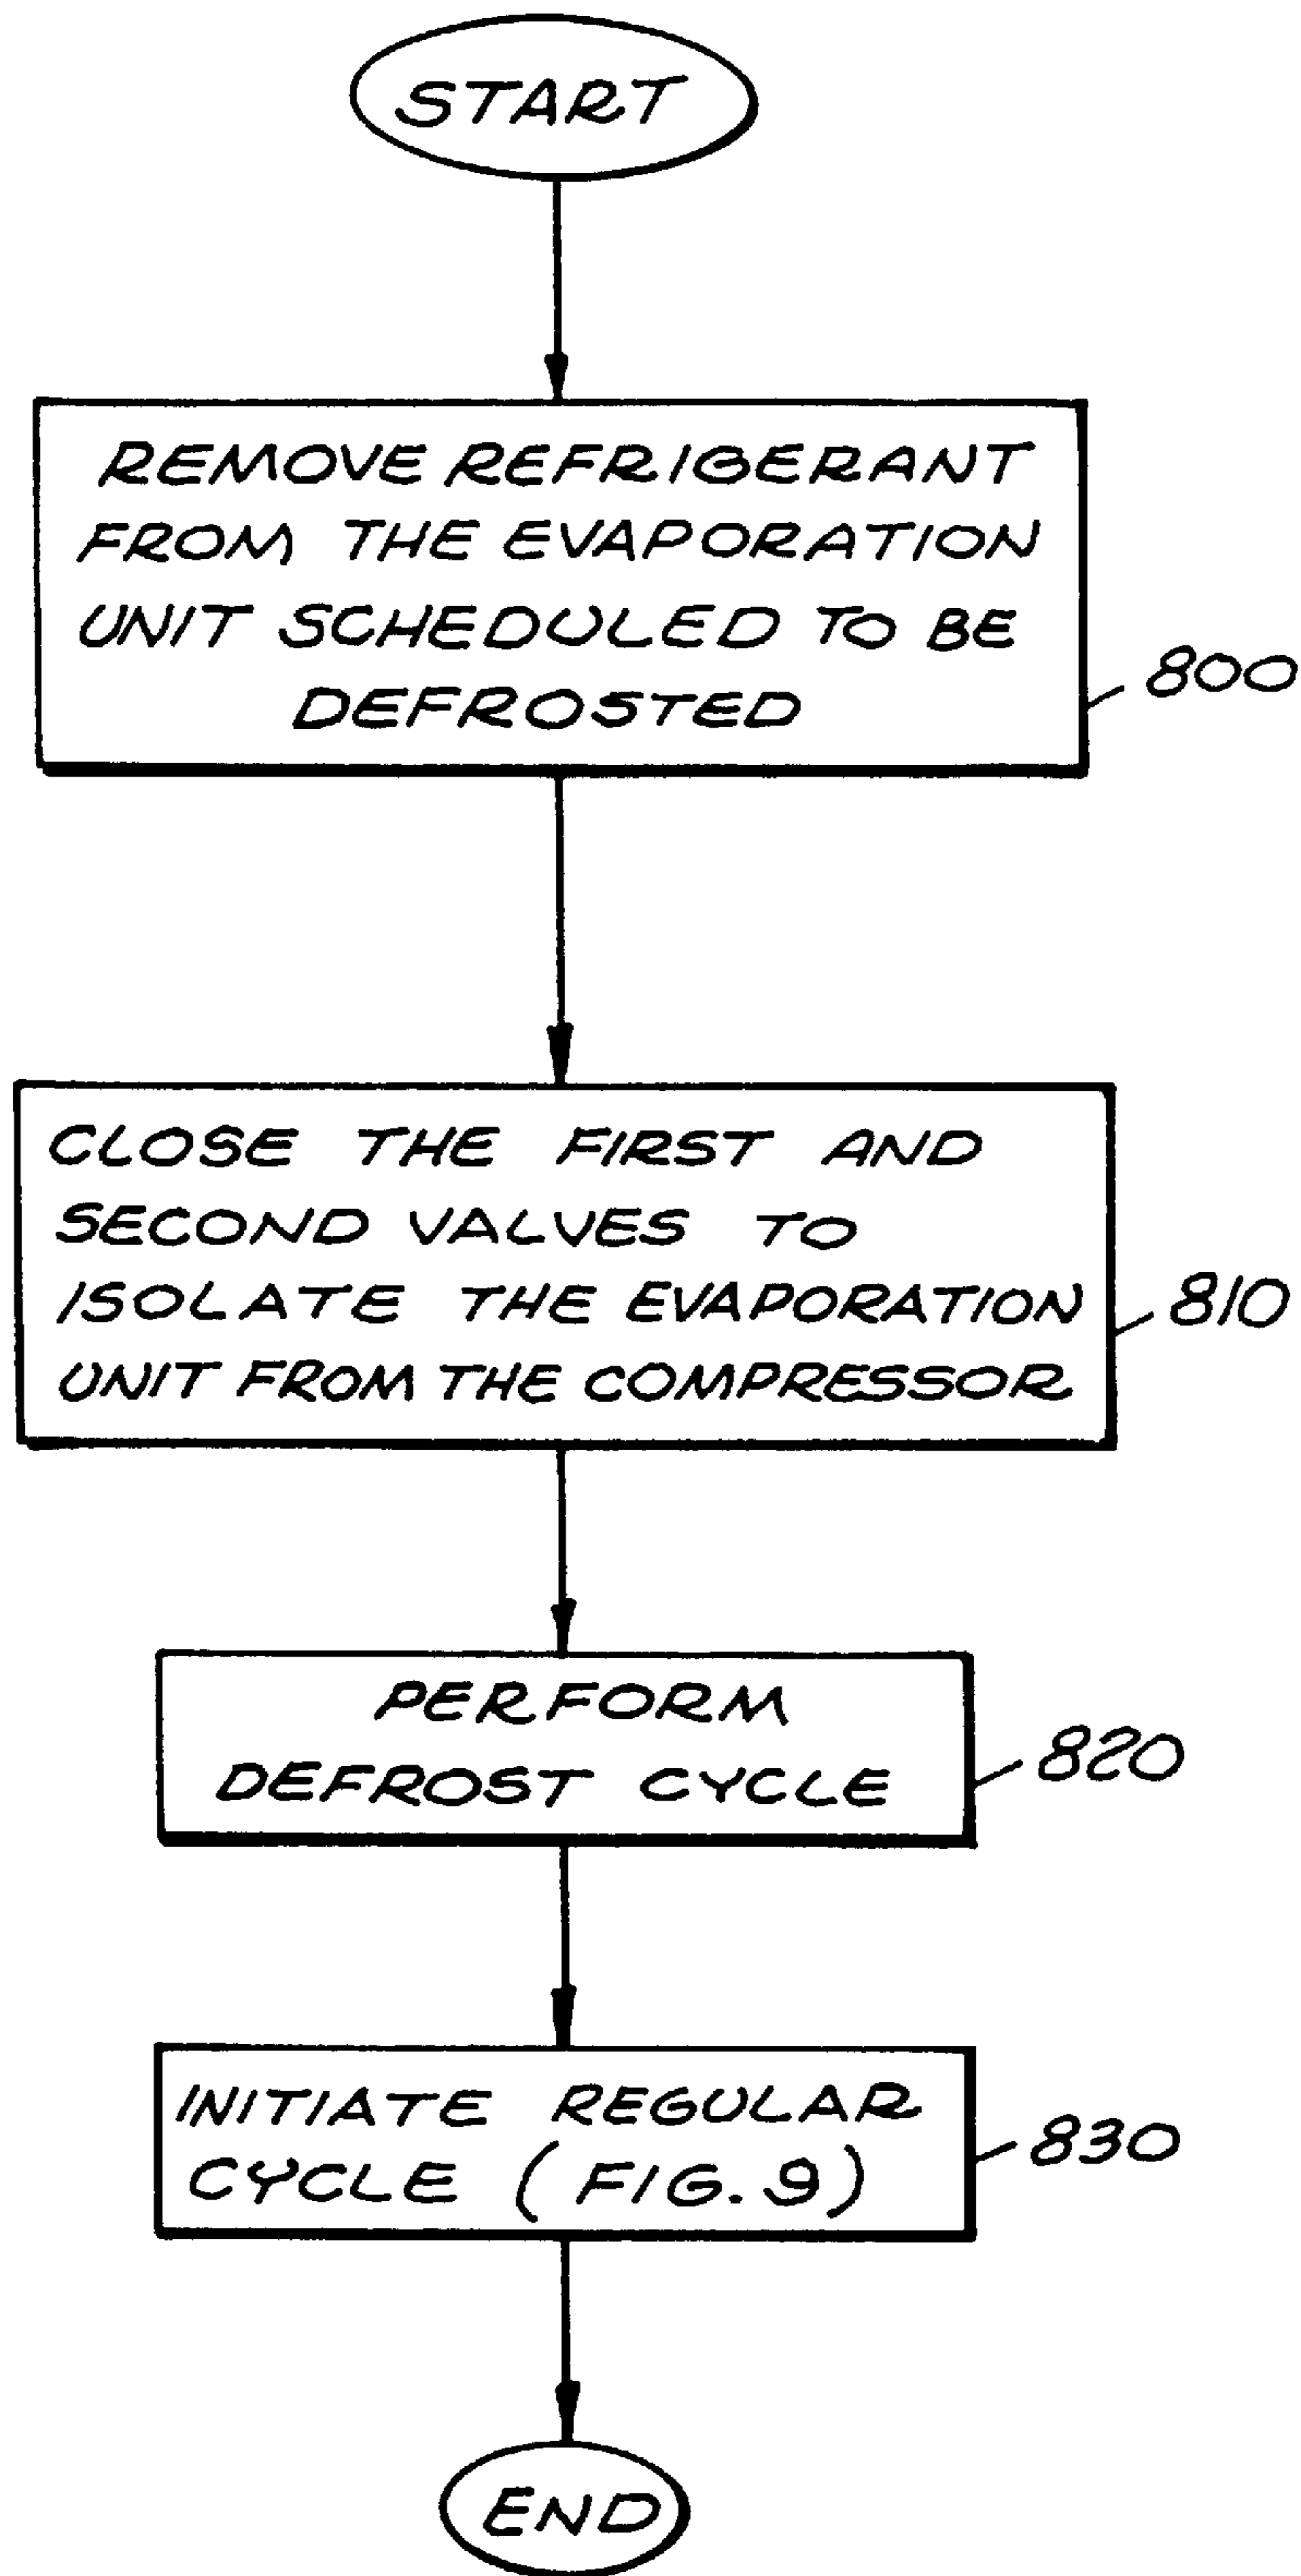 START
REMOVE REFRIGERANT
FROM THE EVAPORATION
UNIT SCHEDULED TO BE
DEFROSTED
800
CLOSE THE FIRST AND
SECOND VALVES TO
ISOLATE THE EVAPORATION
UNIT FROM THE COMPRESSOR
810
PERFORM
DEFROST CYCLE
820
INITIATE REGULAR
CYCLE (FIG. 9)
830
END